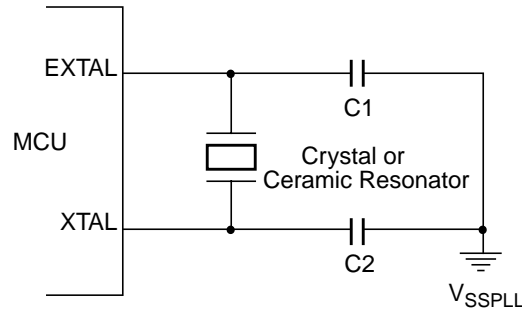 EXTAL
C1
MCU
Crystal or
Ceramic Resonator
XTAL
C2
VSSPLL